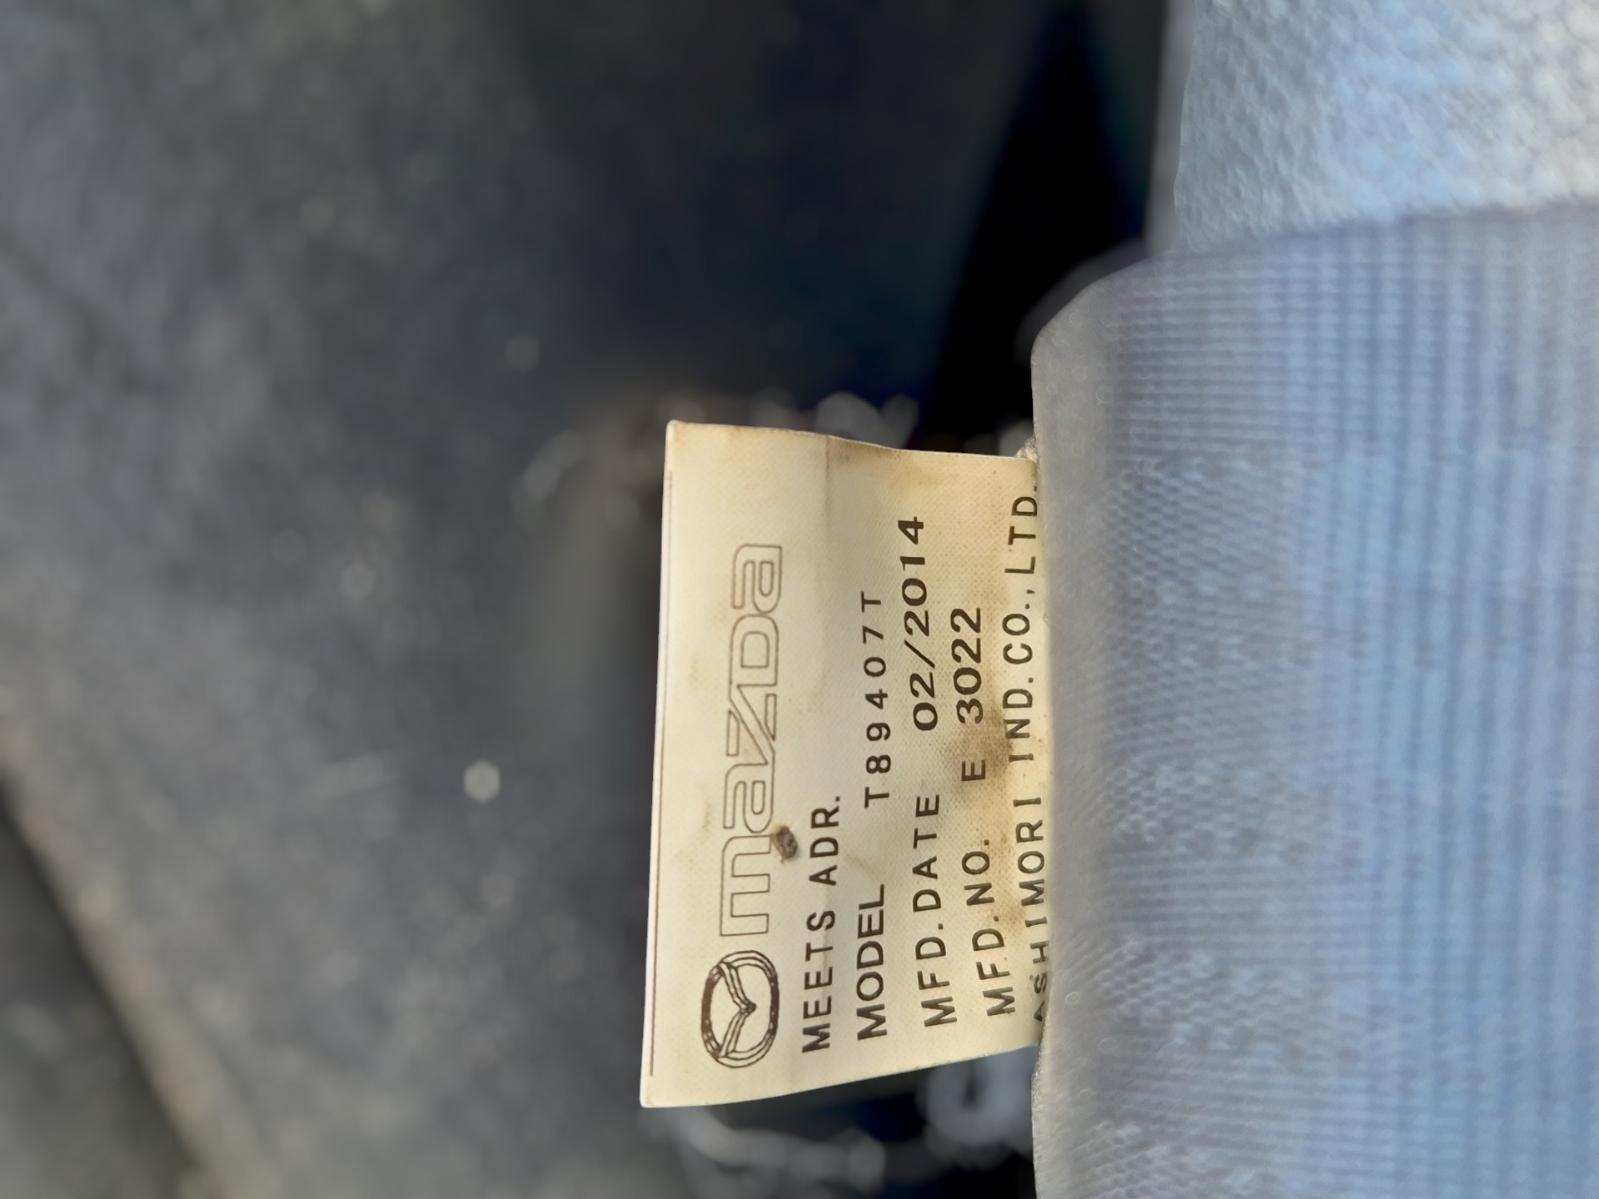 mazda
MEETS ADR.
MODEL T89407T
MFD.DATE 02/2014
MFD.NO. E 3022
ASHIMORI IND.CO.,LTD.